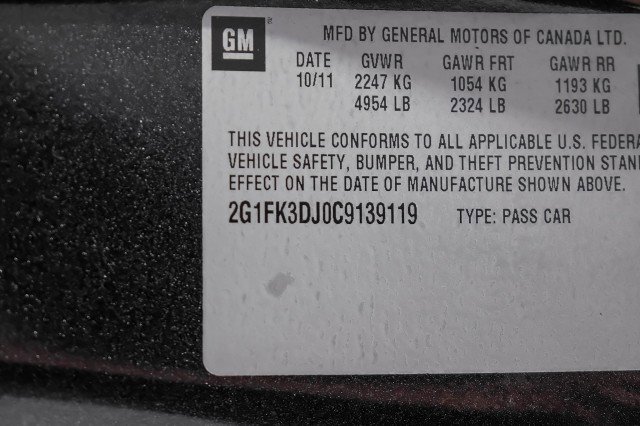 GM
MFD BY GENERAL MOTORS OF CANADA LTD.
DATE GVWR GAWR FRT GAWR RR
10/11 2247 KG 1054 KG 1193 KG
4954 LB 2324 LB 2630 LB
THIS VEHICLE CONFORMS TO ALL APPLICABLE U.S. FEDERA
VEHICLE SAFETY, BUMPER, AND THEFT PREVENTION STAN
EFFECT ON THE DATE OF MANUFACTURE SHOWN ABOVE.
2G1FK3DJ0C9139119 TYPE: PASS CAR